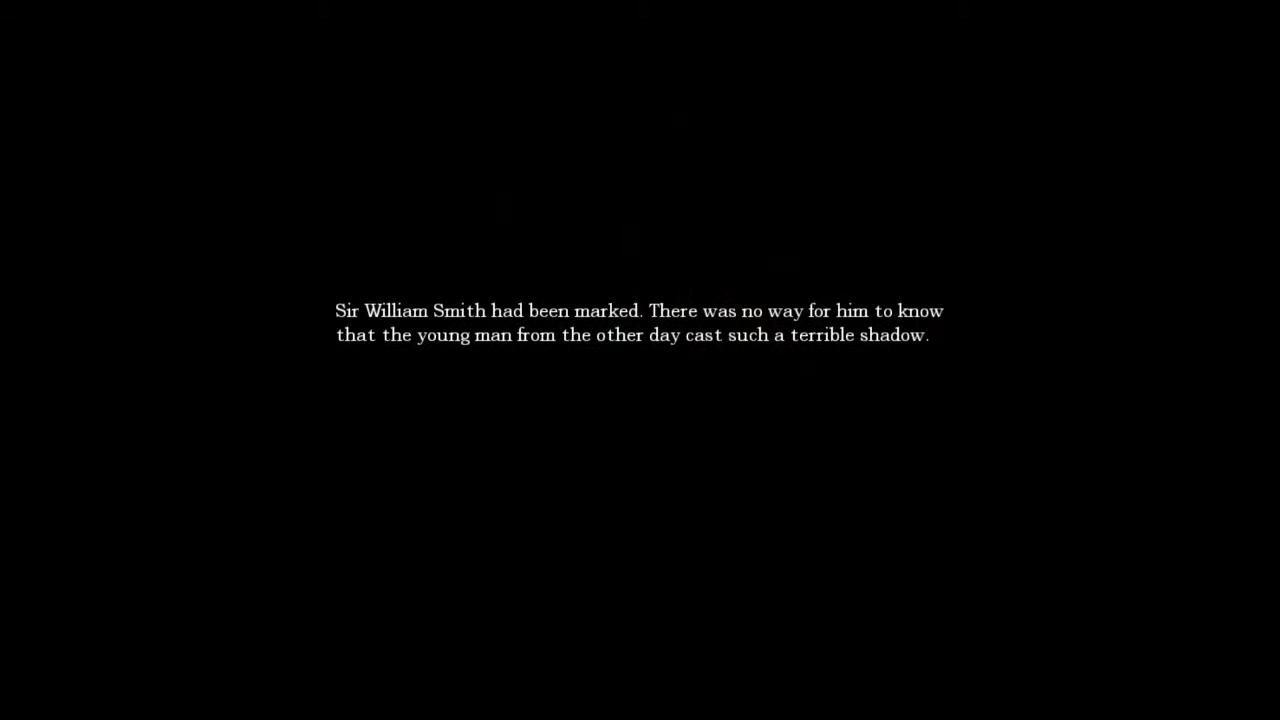 Sir William Smith had been marked. There was no way for him to know
that the young man from the other day cast such a terrible shadow.